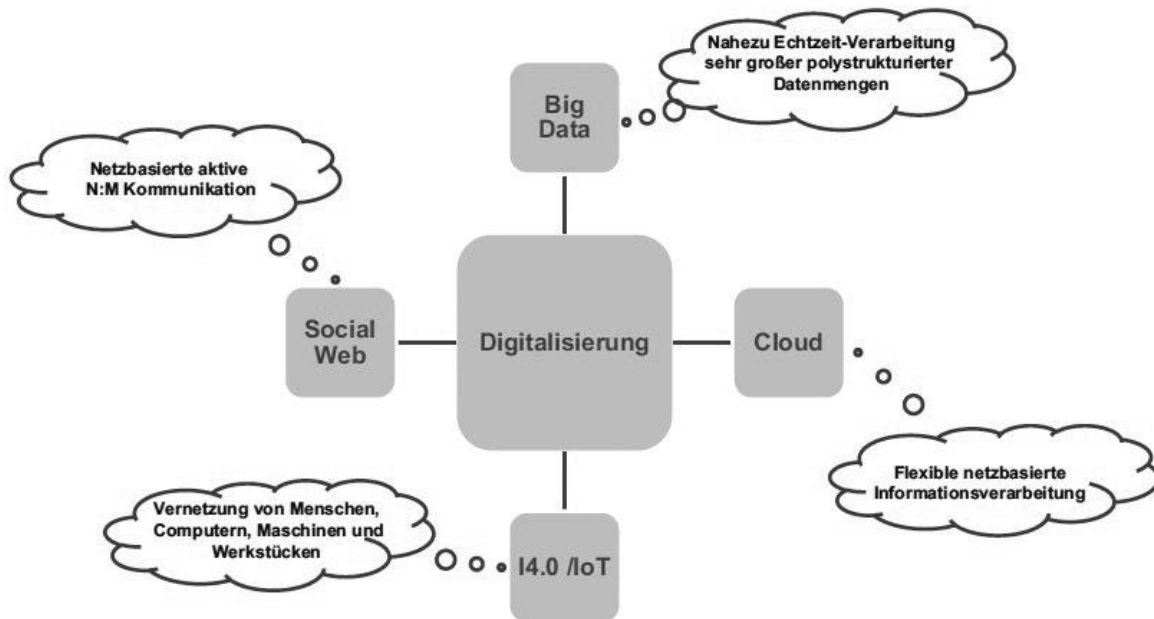 Nahezu Echtzeit-Verarbeitung
sehr großer polystrukturierter
Datenmengen
Big
Data
Netzbasierte aktive
N:M Kommunikation
Social
Web
Digitalisierung
Cloud
Flexible netzbasierte
Informationsverarbeitung
Vernetzung von Menschen,
Computern, Maschinen und
Werkstücken
I4.0 /IoT